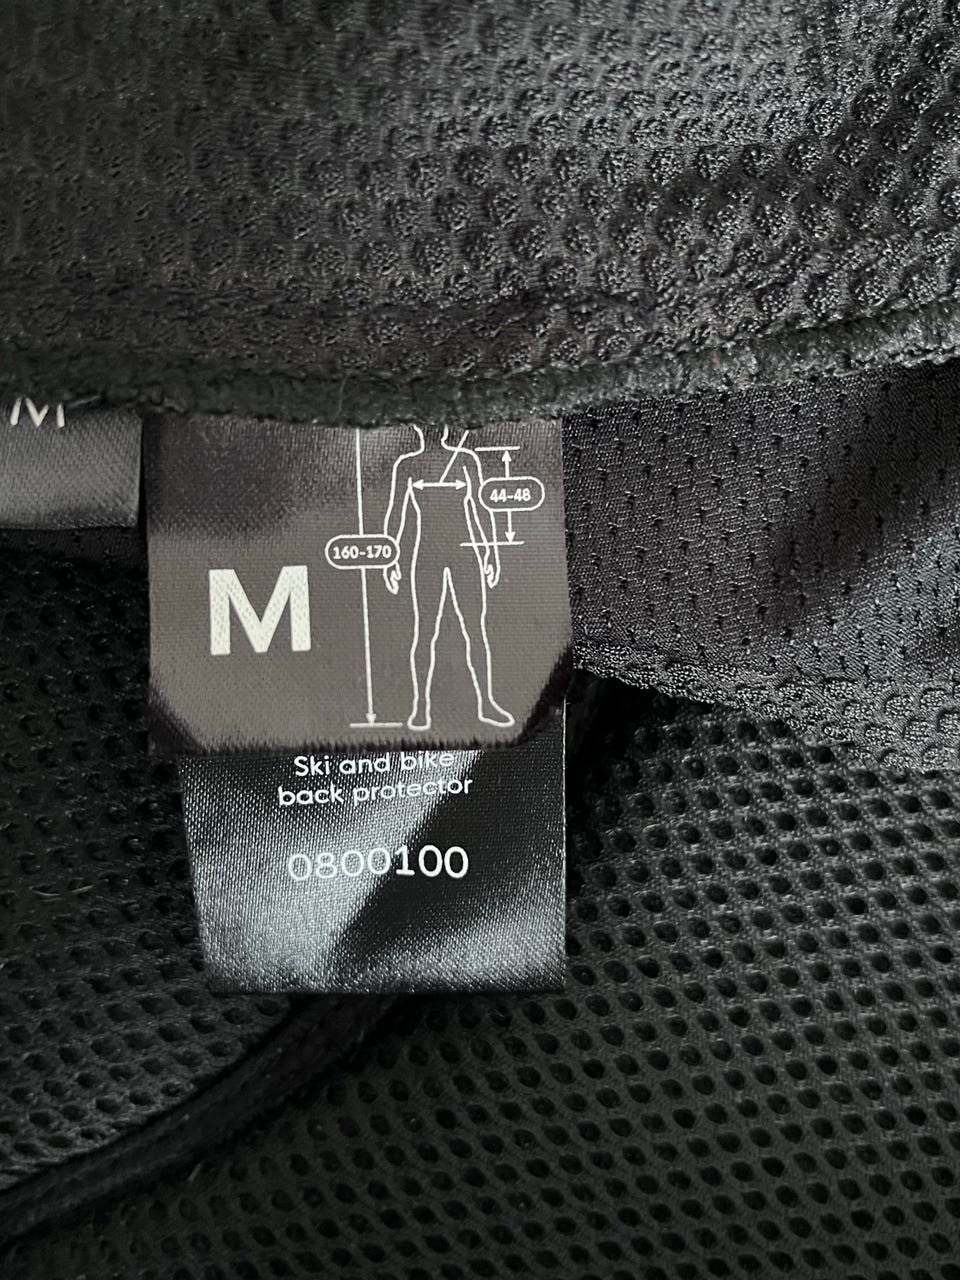 M
44-48
160-170
M
Ski and bike
back protector
0800100